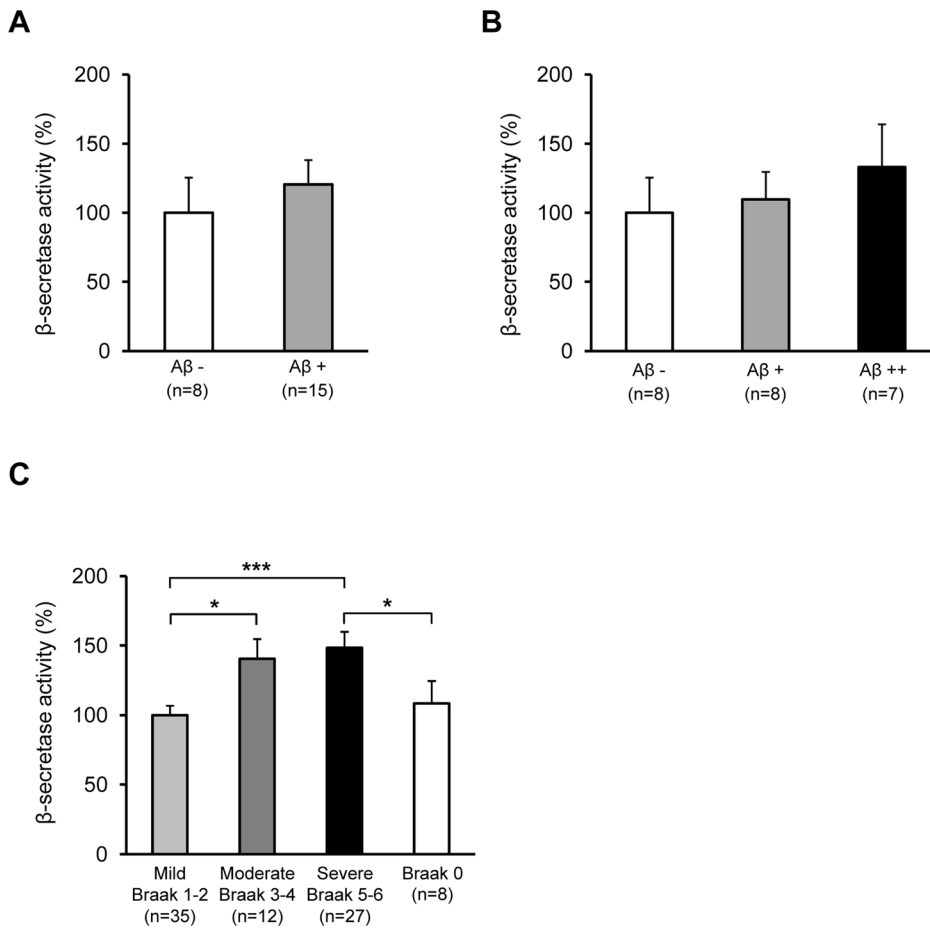 A
β-secretase activity (%)
200
150
100
50
0
Aβ -
(n=8)
Aβ +
(n=15)
B
β-secretase activity (%)
200
150
100
50
0
Aβ -
(n=8)
Aβ +
(n=8)
Aβ ++
(n=7)
C
β-secretase activity (%)
200
150
100
50
0
***
*
*
Mild
Braak 1-2
(n=35)
Moderate
Braak 3-4
(n=12)
Severe
Braak 5-6
(n=27)
Braak 0
(n=8)